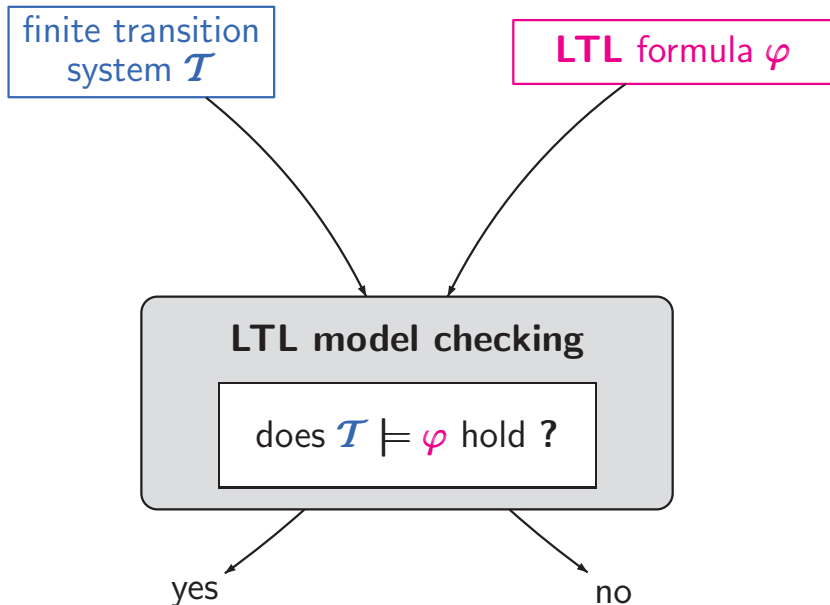 finite transition
system 𝒯
LTL formula φ
LTL model checking
does 𝒯 ⊨ φ hold ?
yes
no